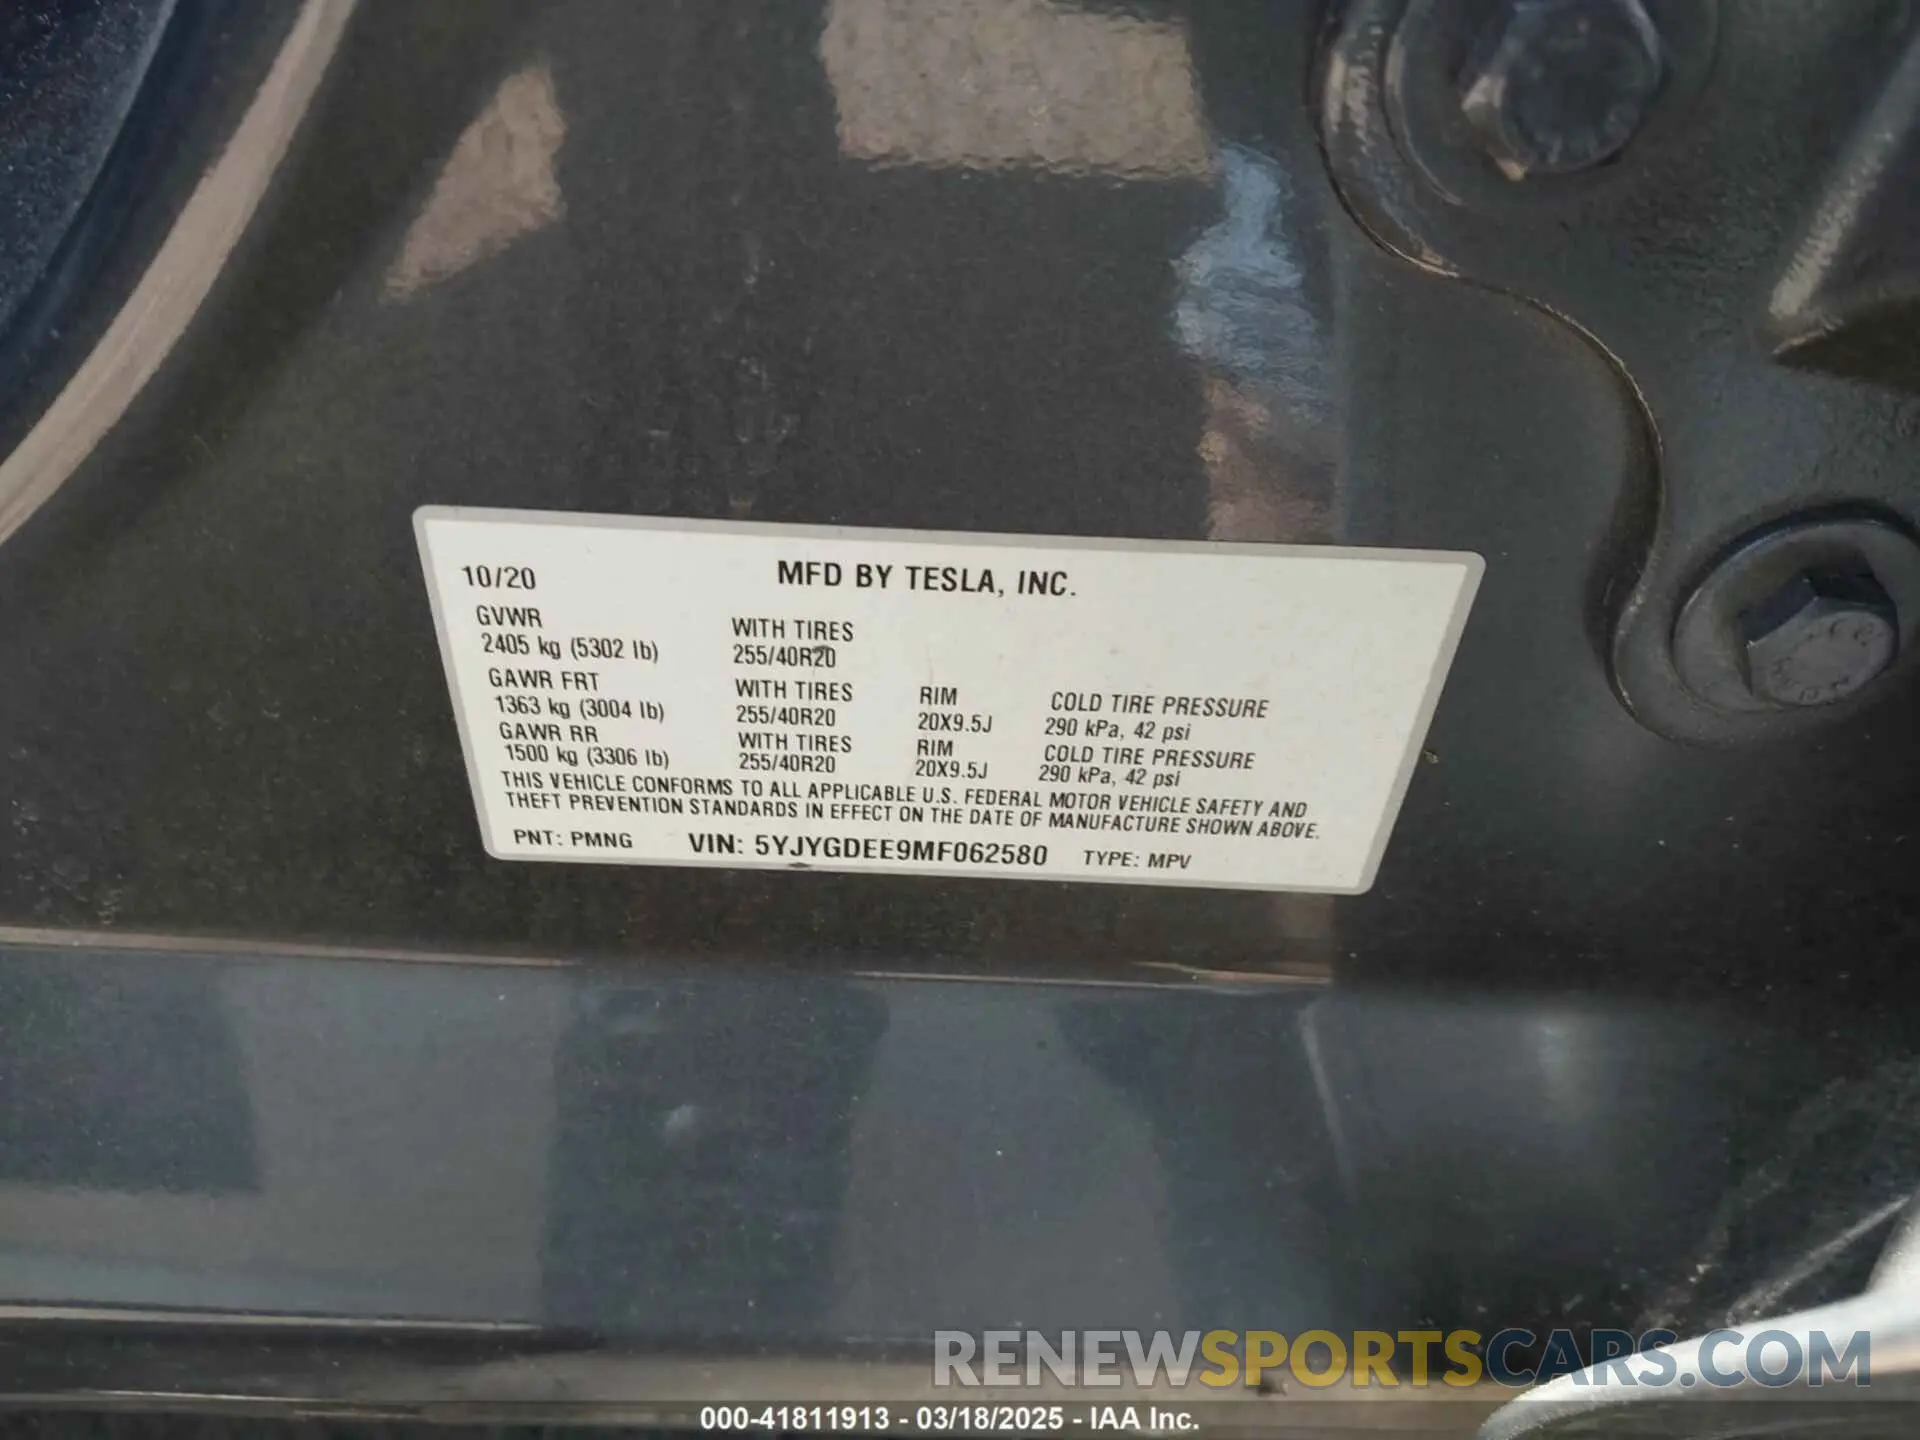 10/20 MFD BY TESLA, INC.
GVWR WITH TIRES
2405 kg (5302 lb) 255/40R20
GAWR FRT WITH TIRES RIM COLD TIRE PRESSURE
1363 kg (3004 lb) 255/40R20 20X9.5J 290 kPa, 42 psi
GAWR RR WITH TIRES RIM COLD TIRE PRESSURE
1500 kg (3306 lb) 255/40R20 20X9.5J 290 kPa, 42 psi
THIS VEHICLE CONFORMS TO ALL APPLICABLE U.S. FEDERAL MOTOR VEHICLE SAFETY AND
THEFT PREVENTION STANDARDS IN EFFECT ON THE DATE OF MANUFACTURE SHOWN ABOVE.
PNT: PMNG VIN: 5YJYGDEE9MF062580 TYPE: MPV
RENEWSPORTSCARS.COM
000-41811913 - 03/18/2025 - IAA Inc.